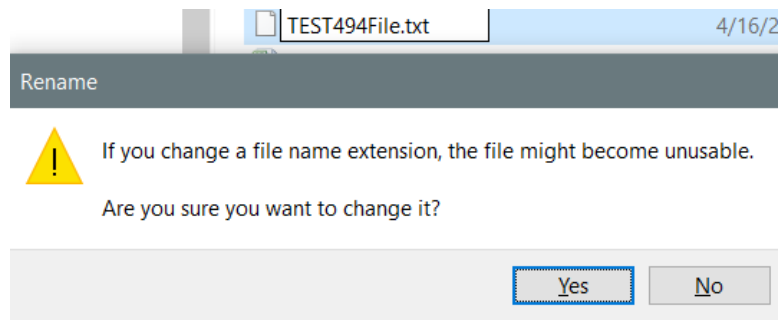 TEST494File.txt 4/16/2
Rename
If you change a file name extension, the file might become unusable.
Are you sure you want to change it?
Yes No